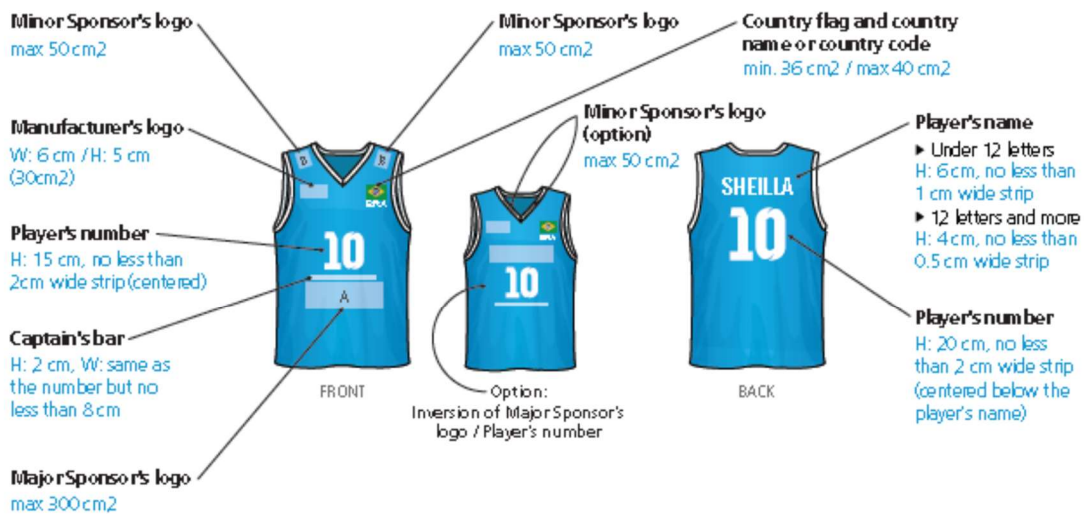 Minor Sponsor's logo
max 50 cm2
Minor Sponsor's logo
max 50 cm2
Country flag and country
name or country code
min. 36 cm2 / max 40 cm2
Manufacturer's logo
W: 6 cm / H: 5 cm
(30cm2)
Minor Sponsor's logo
(option)
max 50 cm2
Player's name
▸ Under 12 letters
H: 6 cm, no less than
1 cm wide strip
▸ 12 letters and more
H: 4 cm, no less than
0.5 cm wide strip
Player's number
H: 15 cm, no less than
2cm wide strip (centered)
Captain's bar
H: 2 cm, W: same as
the number but no
less than 8 cm
Major Sponsor's logo
max 300 cm2
B
B
BRA
10
A
FRONT
BRA
10
Option:
Inversion of Major Sponsor's
logo / Player's number
SHEILLA
10
BACK
Player's number
H: 20 cm, no less
than 2 cm wide strip
(centered below the
player's name)